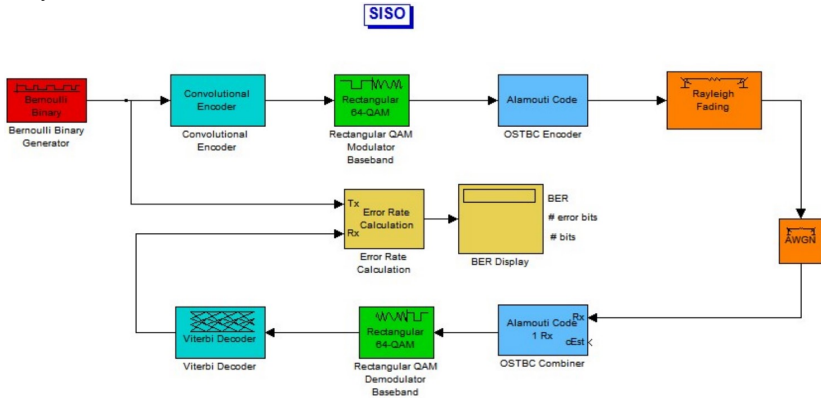 SISO
Bernoulli
Binary
Bernoulli Binary
Generator
Convolutional
Encoder
Convolutional
Encoder
Rectangular
64-QAM
Rectangular QAM
Modulator
Baseband
Alamouti Code
OSTBC Encoder
Rayleigh
Fading
Tx
Rx
Error Rate
Calculation
Error Rate
Calculation
BER
# error bits
# bits
BER Display
AWGN
Viterbi Decoder
Viterbi Decoder
Rectangular
64-QAM
Rectangular QAM
Demodulator
Baseband
Alamouti Code
1 Rx
Rx
cEst
OSTBC Combiner